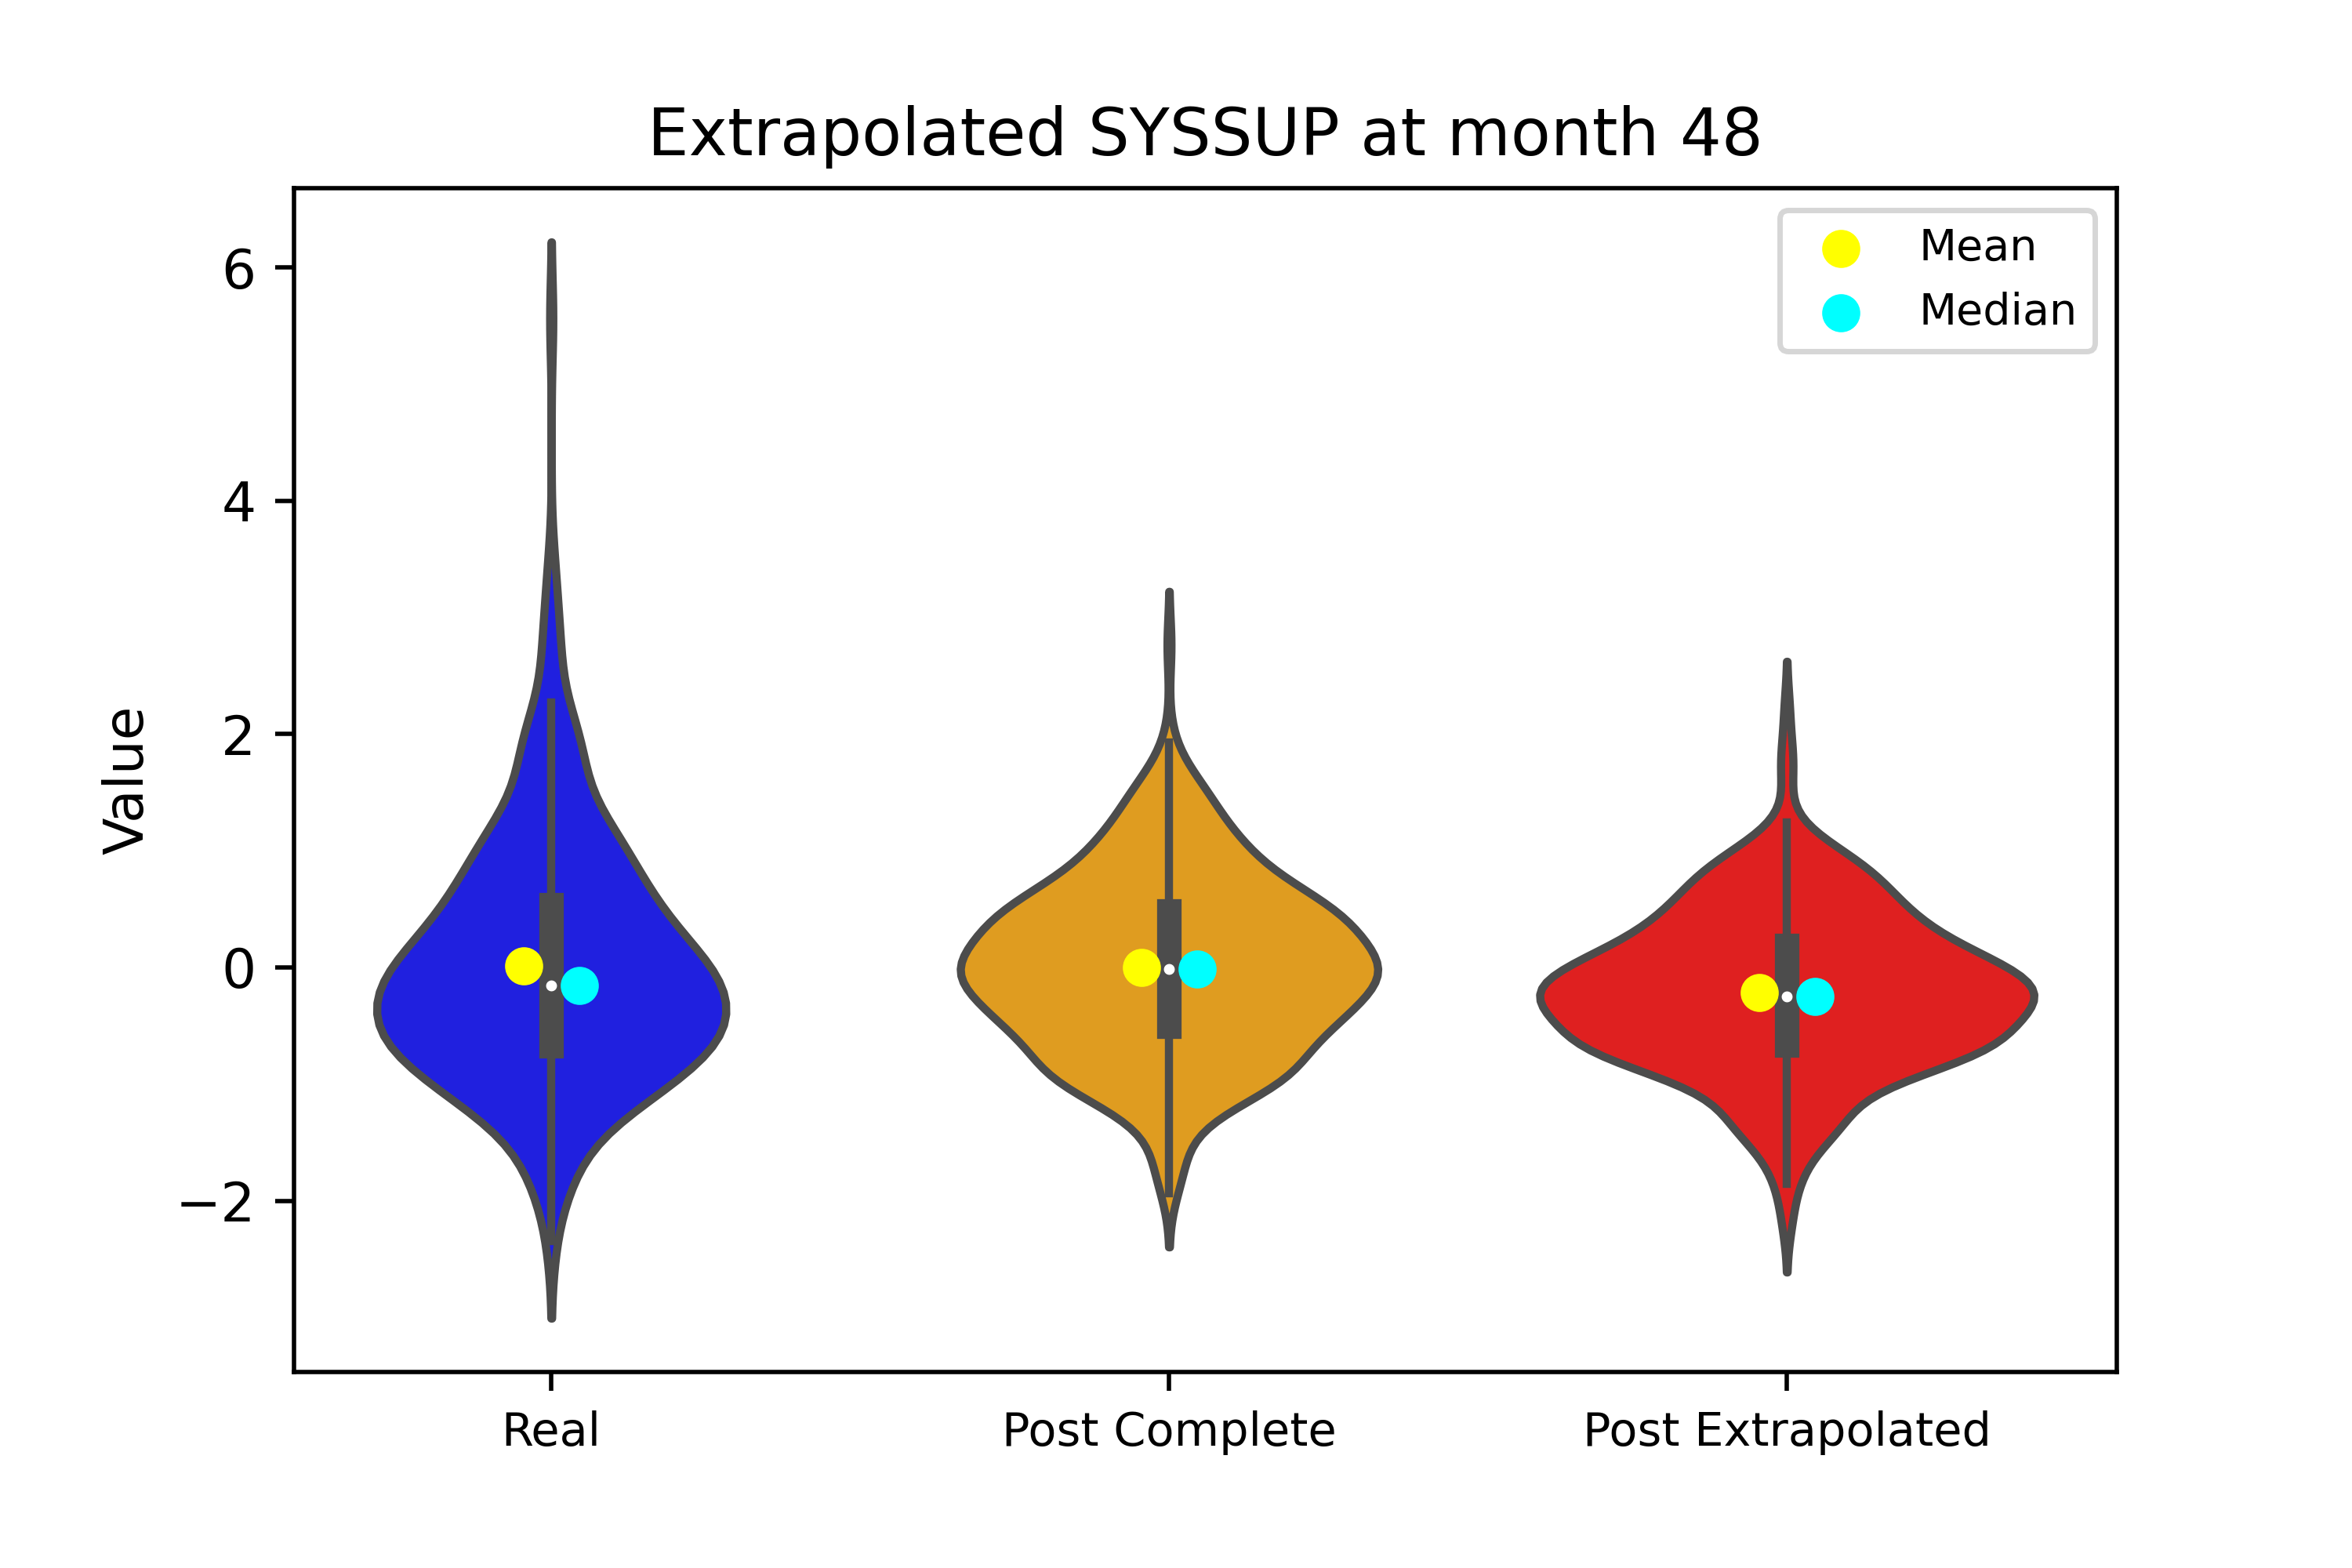 Extrapolated SYSSUP at month 48
Mean
Median
6
4
2
0
−2
Value
Real
Post Complete
Post Extrapolated